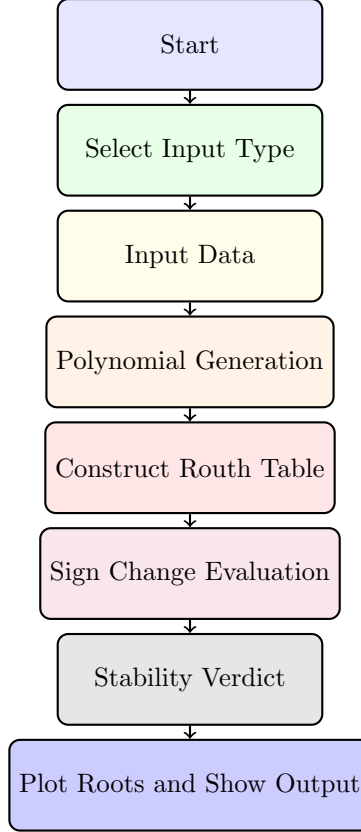 Start
Select Input Type
Input Data
Polynomial Generation
Construct Routh Table
Sign Change Evaluation
Stability Verdict
Plot Roots and Show Output